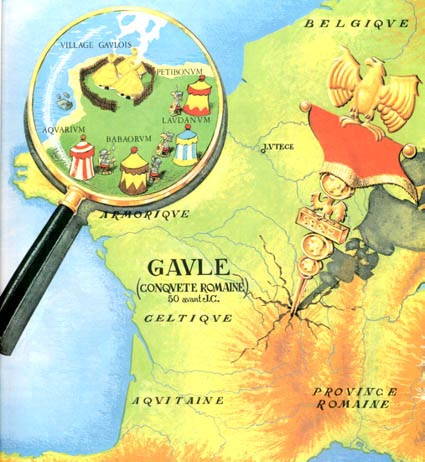 BELGIQVE
VILLAGE GAVLOIS
PETIBONVM
LAVDANVM
AQVARIVM
BABAORVM
LVTECE
ARMORIQVE
GAVLE
(CONQVETE ROMAINE)
50 avant J.C.
CELTIQVE
AQVITAINE
PROVINCE
ROMAINE